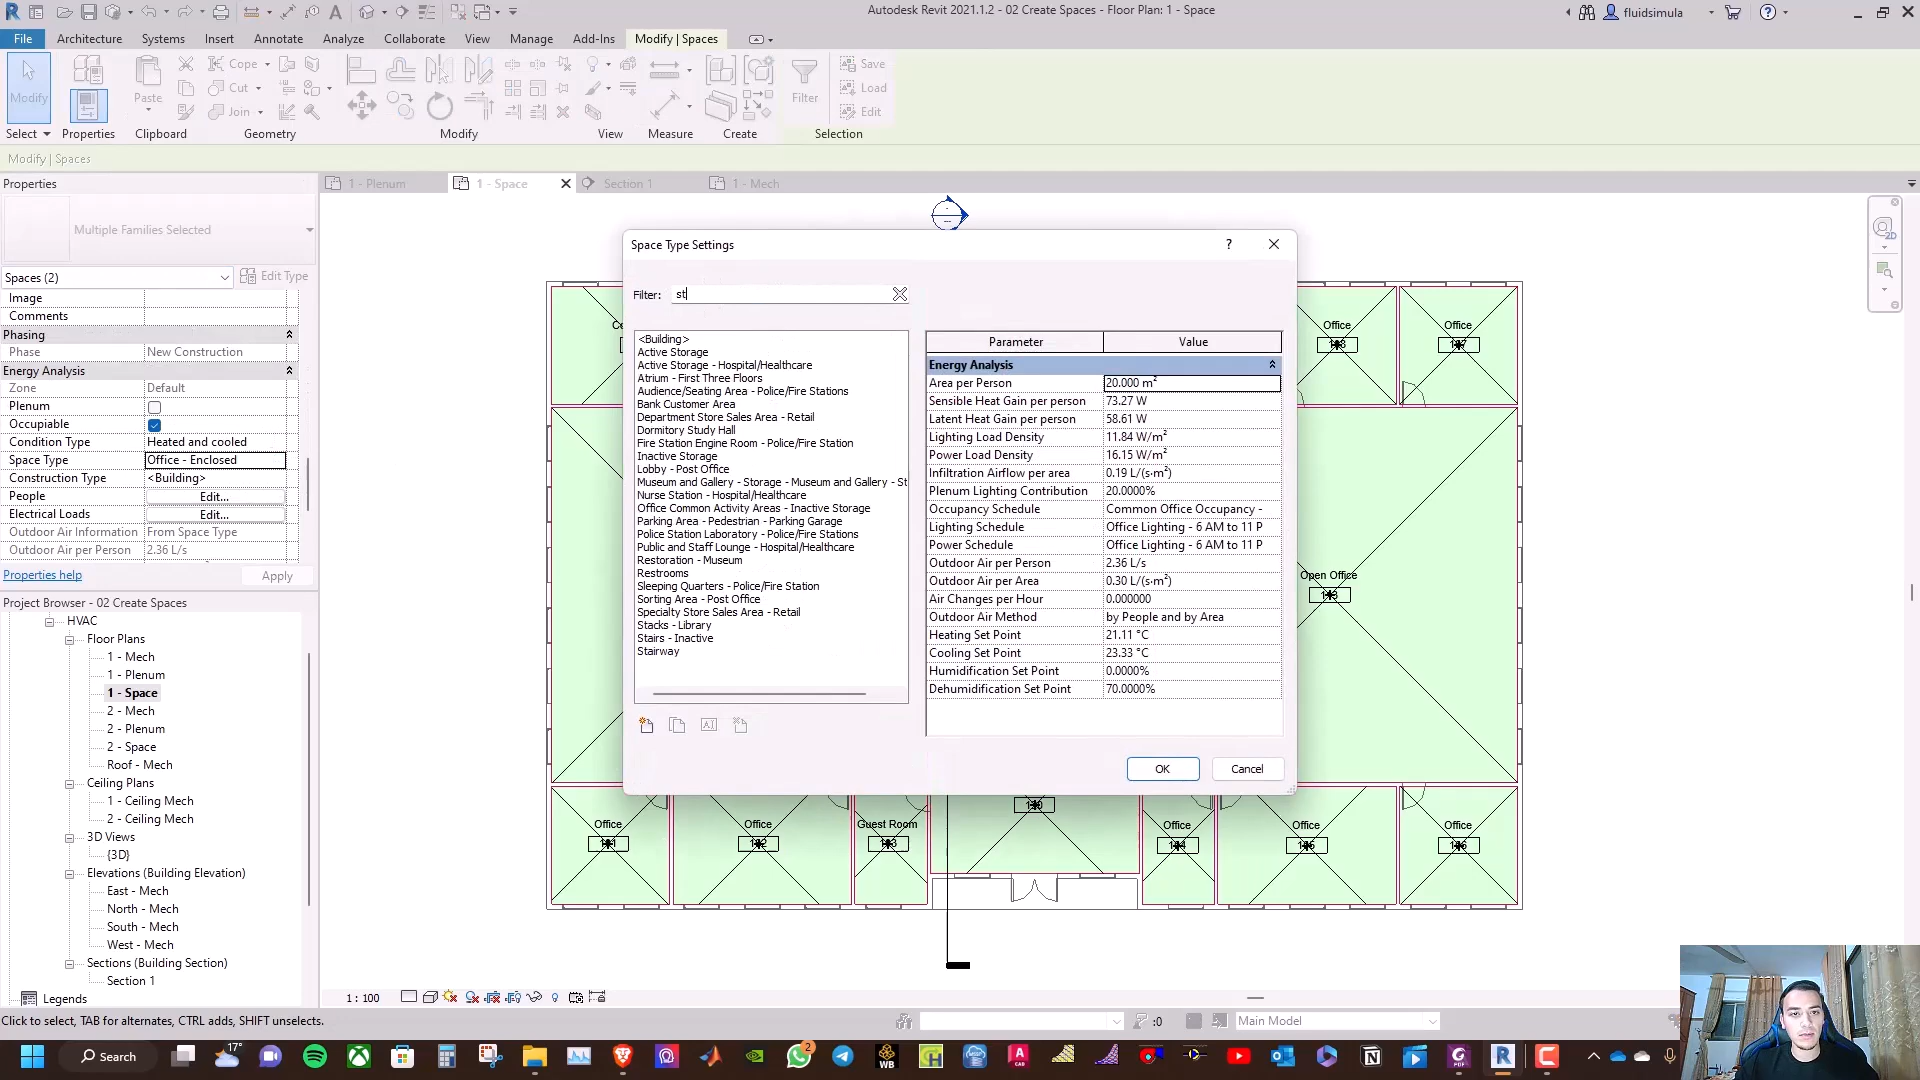 Autodesk Revit 2021.1.2 - 02 Create Spaces - Floor Plan: 1 - Space
fluidsimula
File
Architecture
Systems
Insert
Annotate
Analyze
Collaborate
View
Manage
Add-Ins
Modify | Spaces
Modify
Paste
Cope
Cut
Join
Filter
Save
Load
Edit
Select
Properties
Clipboard
Geometry
Modify
View
Measure
Create
Selection
Modify | Spaces
Properties
1 - Plenum
1 - Space
Section 1
1 - Mech
Multiple Families Selected
Spaces (2)
Edit Type
Image
Comments
Phasing
Phase New Construction
Energy Analysis
Zone Default
Plenum
Occupiable
Condition Type Heated and cooled
Space Type Office - Enclosed
Construction Type <Building>
People Edit...
Electrical Loads Edit...
Outdoor Air Information From Space Type
Outdoor Air per Person 2.36 L/s
Properties help
Apply
Project Browser - 02 Create Spaces
HVAC
Floor Plans
1 - Mech
1 - Plenum
1 - Space
2 - Mech
2 - Plenum
2 - Space
Roof - Mech
Ceiling Plans
1 - Ceiling Mech
2 - Ceiling Mech
3D Views
{3D}
Elevations (Building Elevation)
East - Mech
North - Mech
South - Mech
West - Mech
Sections (Building Section)
Section 1
Legends
Space Type Settings
?
Filter: st
<Building>
Active Storage
Active Storage - Hospital/Healthcare
Atrium - First Three Floors
Audience/Seating Area - Police/Fire Stations
Bank Customer Area
Department Store Sales Area - Retail
Dormitory Study Hall
Fire Station Engine Room - Police/Fire Station
Inactive Storage
Lobby - Post Office
Museum and Gallery - Storage - Museum and Gallery - St
Nurse Station - Hospital/Healthcare
Office Common Activity Areas - Inactive Storage
Parking Area - Pedestrian - Parking Garage
Police Station Laboratory - Police/Fire Stations
Public and Staff Lounge - Hospital/Healthcare
Restoration - Museum
Restrooms
Sleeping Quarters - Police/Fire Station
Sorting Area - Post Office
Specialty Store Sales Area - Retail
Stacks - Library
Stairs - Inactive
Stairway
Parameter Value
Energy Analysis
Area per Person 20.000 m²
Sensible Heat Gain per person 73.27 W
Latent Heat Gain per person 58.61 W
Lighting Load Density 11.84 W/m²
Power Load Density 16.15 W/m²
Infiltration Airflow per area 0.19 L/(s·m²)
Plenum Lighting Contribution 20.0000%
Occupancy Schedule Common Office Occupancy -
Lighting Schedule Office Lighting - 6 AM to 11 P
Power Schedule Office Lighting - 6 AM to 11 P
Outdoor Air per Person 2.36 L/s
Outdoor Air per Area 0.30 L/(s·m²)
Air Changes per Hour 0.000000
Outdoor Air Method by People and by Area
Heating Set Point 21.11 °C
Cooling Set Point 23.33 °C
Humidification Set Point 0.0000%
Dehumidification Set Point 70.0000%
OK
Cancel
Office
Office
Open Office
Office
Office
Guest Room
Office
Office
Office
1 : 100
Click to select, TAB for alternates, CTRL adds, SHIFT unselects.
:0
Main Model
Search
17°
2
WB